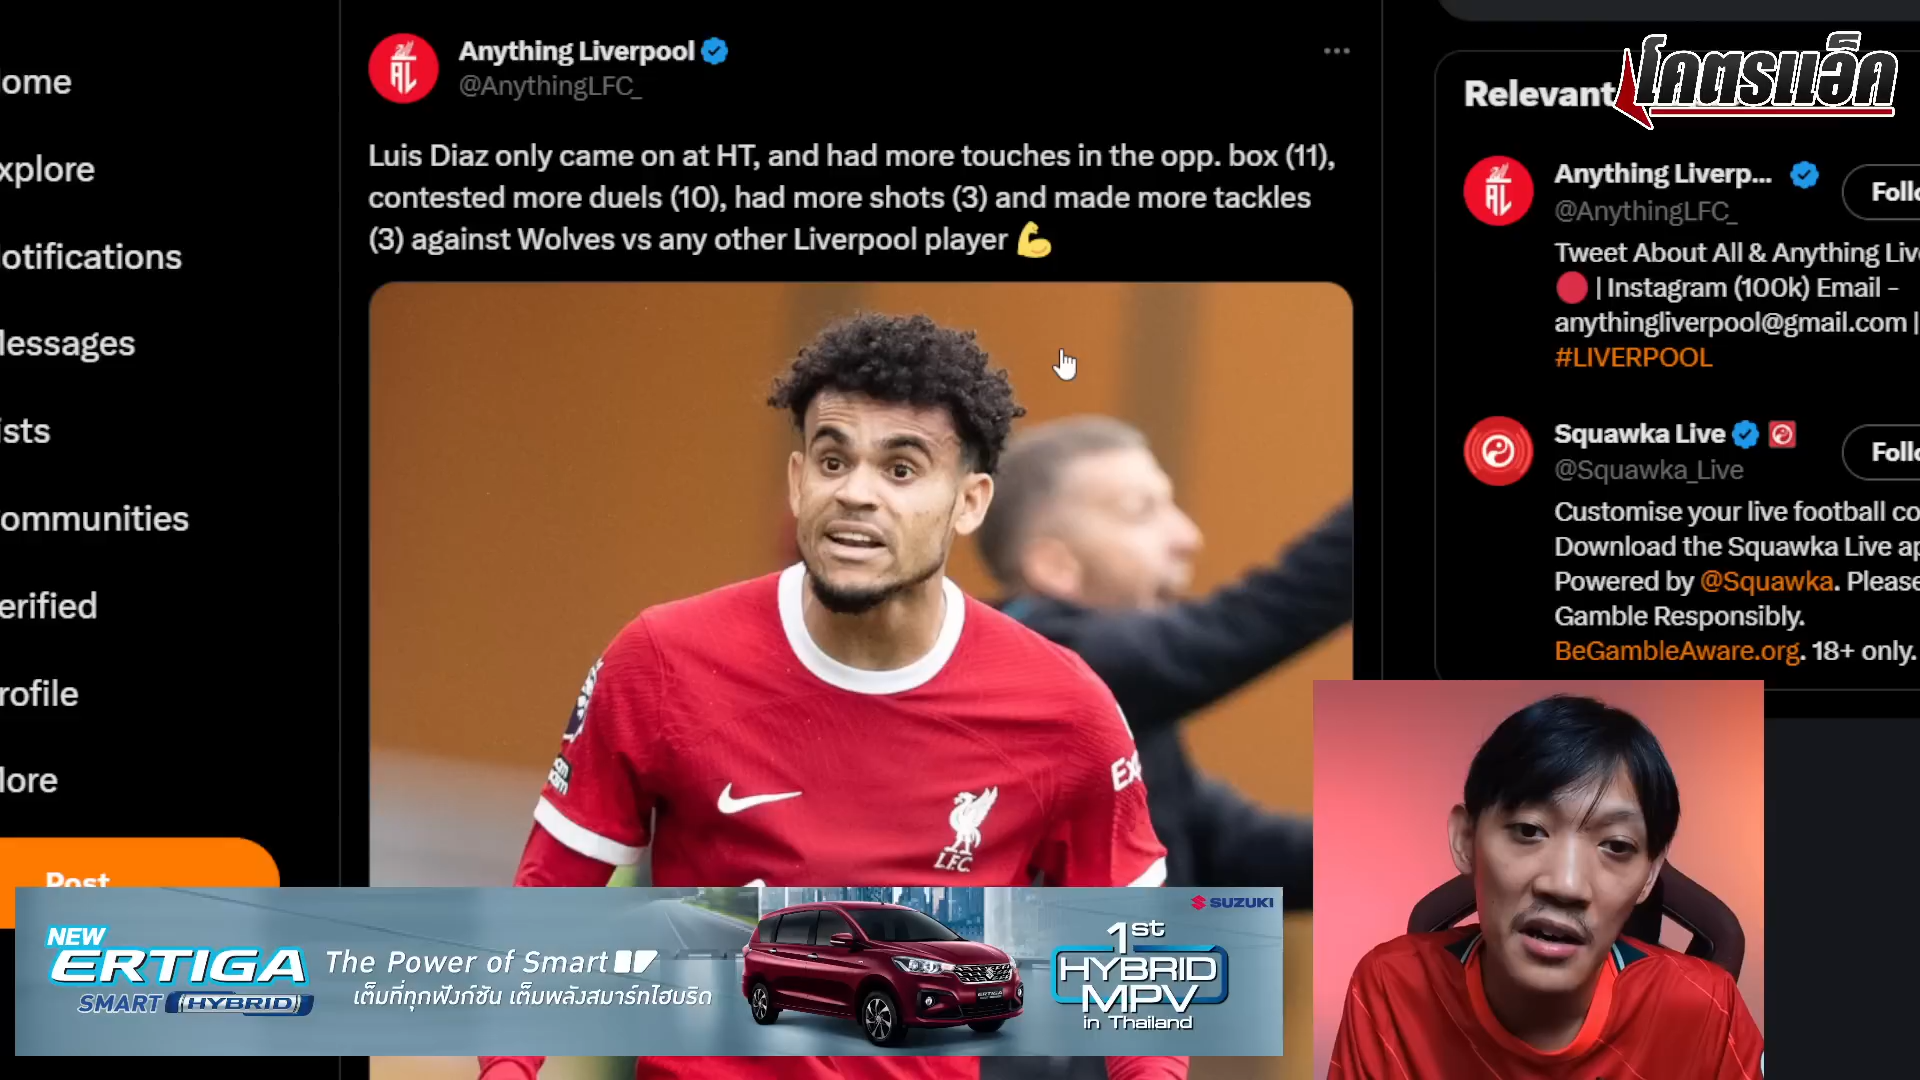 ome
xplore
otifications
essages
ists
ommunities
erified
rofile
ore
Post
Anything Liverpool
@AnythingLFC_
Luis Diaz only came on at HT, and had more touches in the opp. box (11),
contested more duels (10), had more shots (3) and made more tackles
(3) against Wolves vs any other Liverpool player 💪
L.F.C.
Ex
โคตรแอ็ค
Relevant
Anything Liverp...
@AnythingLFC_
Follo
Tweet About All & Anything Live
🔴 | Instagram (100k) Email -
anythingliverpool@gmail.com |
#LIVERPOOL
Squawka Live
@Squawka_Live
Follo
Customise your live football co
Download the Squawka Live ap
Powered by @Squawka. Please
Gamble Responsibly.
BeGambleAware.org. 18+ only.
NEW
ERTIGA
SMART HYBRID
The Power of Smart
เต็มที่ทุกฟังก์ชัน เต็มพลังสมาร์ทไฮบริด
SUZUKI
1st
HYBRID
MPV
in Thailand